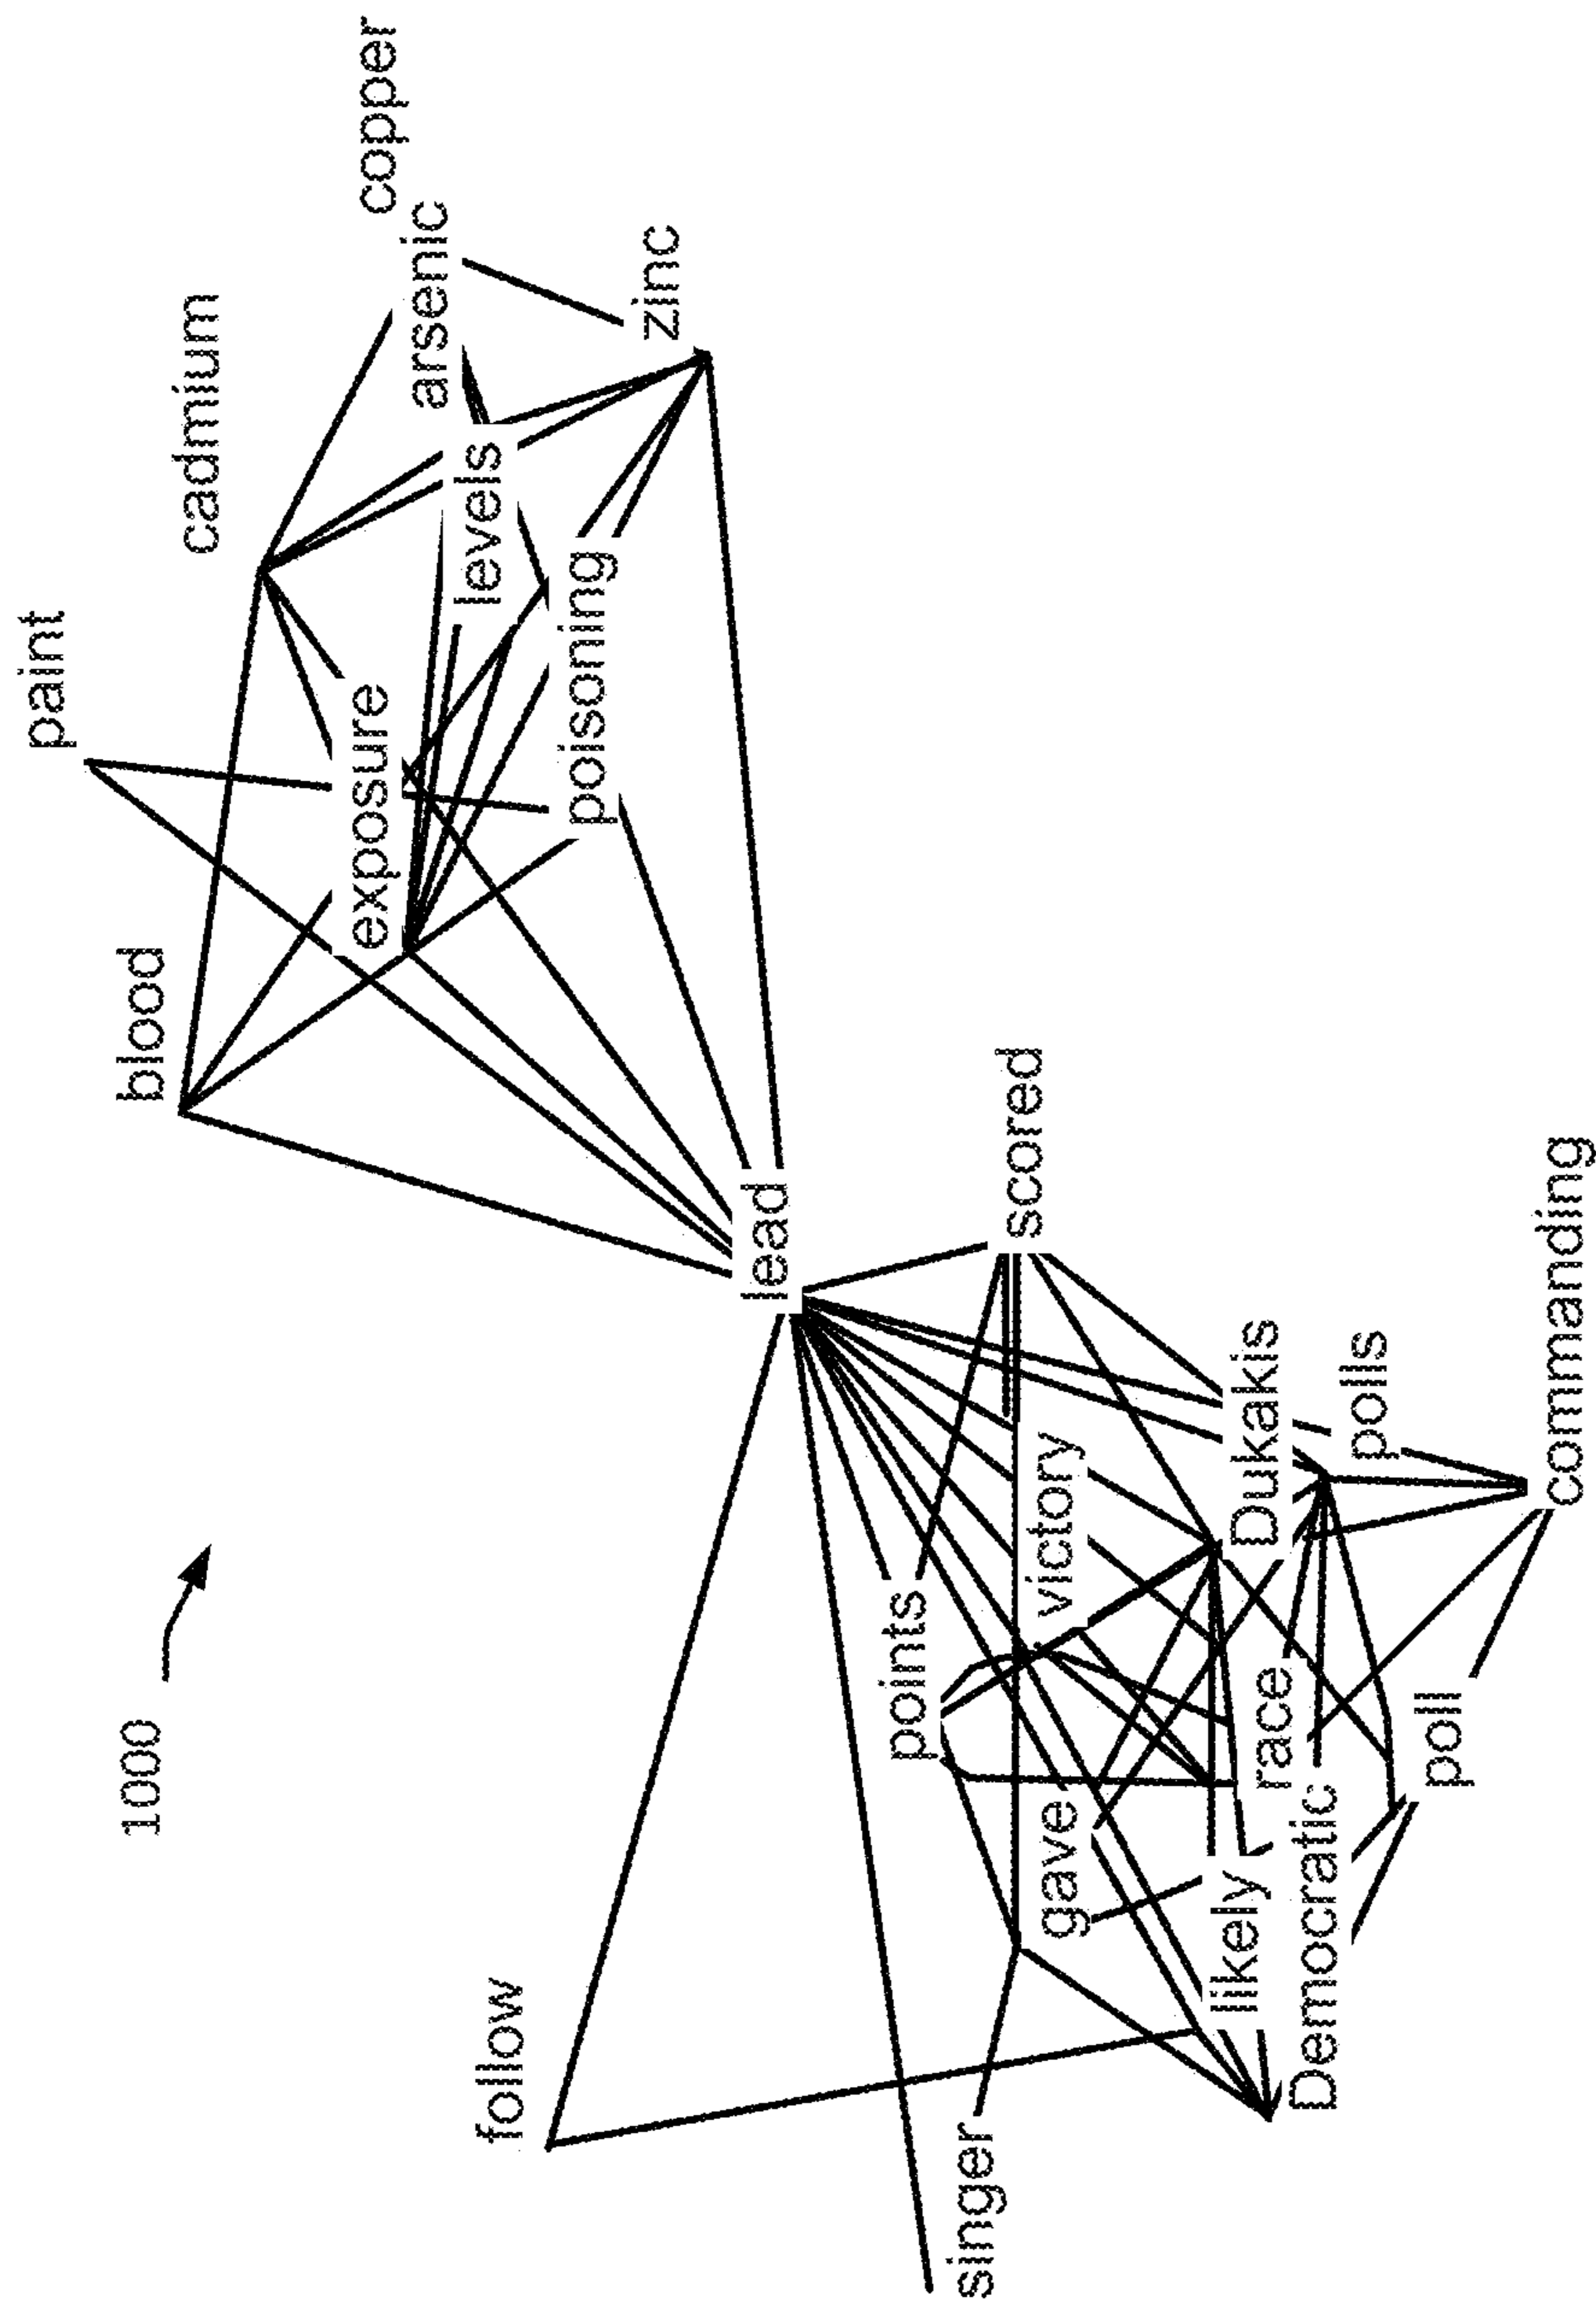 1000
paint
copper
cadmium
arsenic
blood
exposure
levels
zinc
poisoning
follow
lead
singer
points
scored
gave
victory
likely
race
Dukakis
Democratic
polls
poll
commanding